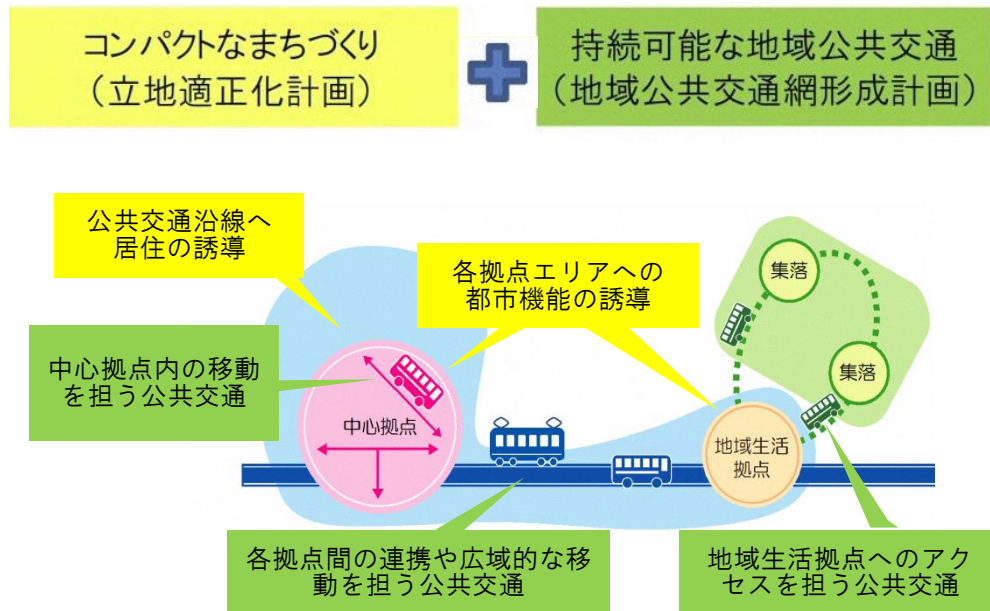 コンパクトなまちづくり
（立地適正化計画）
持続可能な地域公共交通
（地域公共交通網形成計画）
公共交通沿線へ
居住の誘導
各拠点エリアへの
都市機能の誘導
集落
中心拠点内の移動
を担う公共交通
集落
中心拠点
地域生活
拠点
各拠点間の連携や広域的な移
動を担う公共交通
地域生活拠点へのアク
セスを担う公共交通